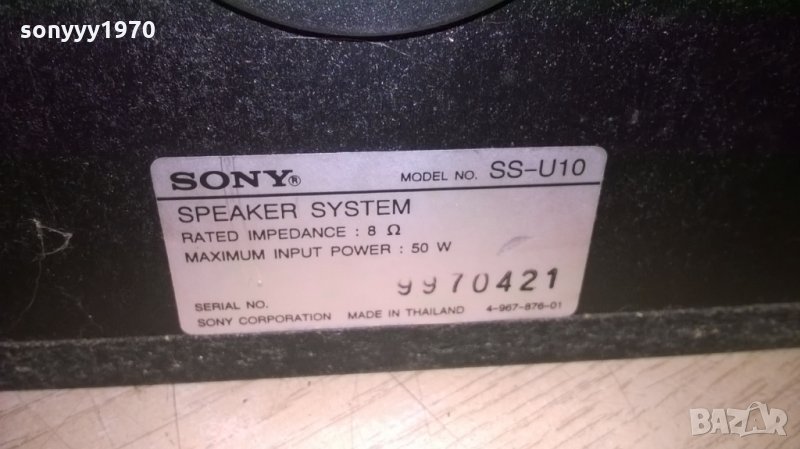 sonyyy1970
SONY® MODEL NO. SS-U10
SPEAKER SYSTEM
RATED IMPEDANCE : 8 Ω
MAXIMUM INPUT POWER : 50 W
9970421
SERIAL NO.
SONY CORPORATION MADE IN THAILAND 4-967-876-01
BAZAR